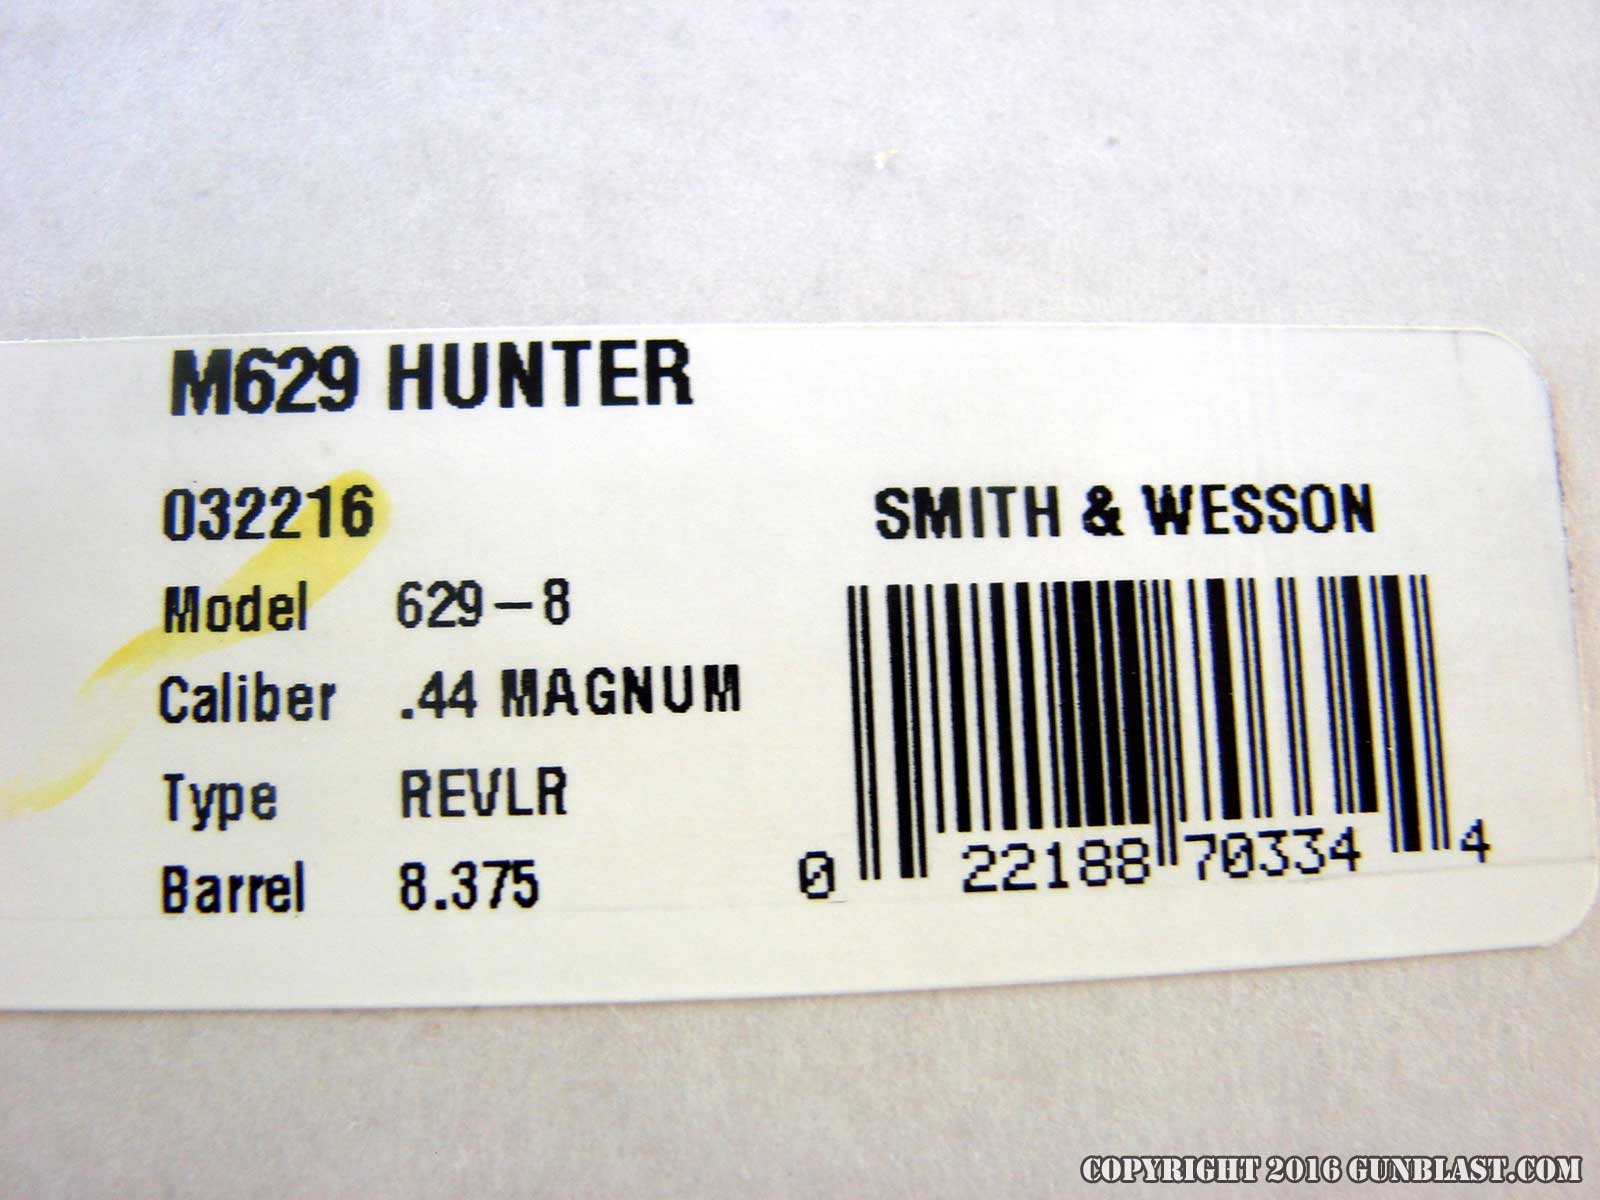 M629 HUNTER
032216
SMITH & WESSON
Model 629-8
Caliber .44 MAGNUM
Type REVLR
Barrel 8.375
0 22188 70334 4
COPYRIGHT 2016 GUNBLAST.COM